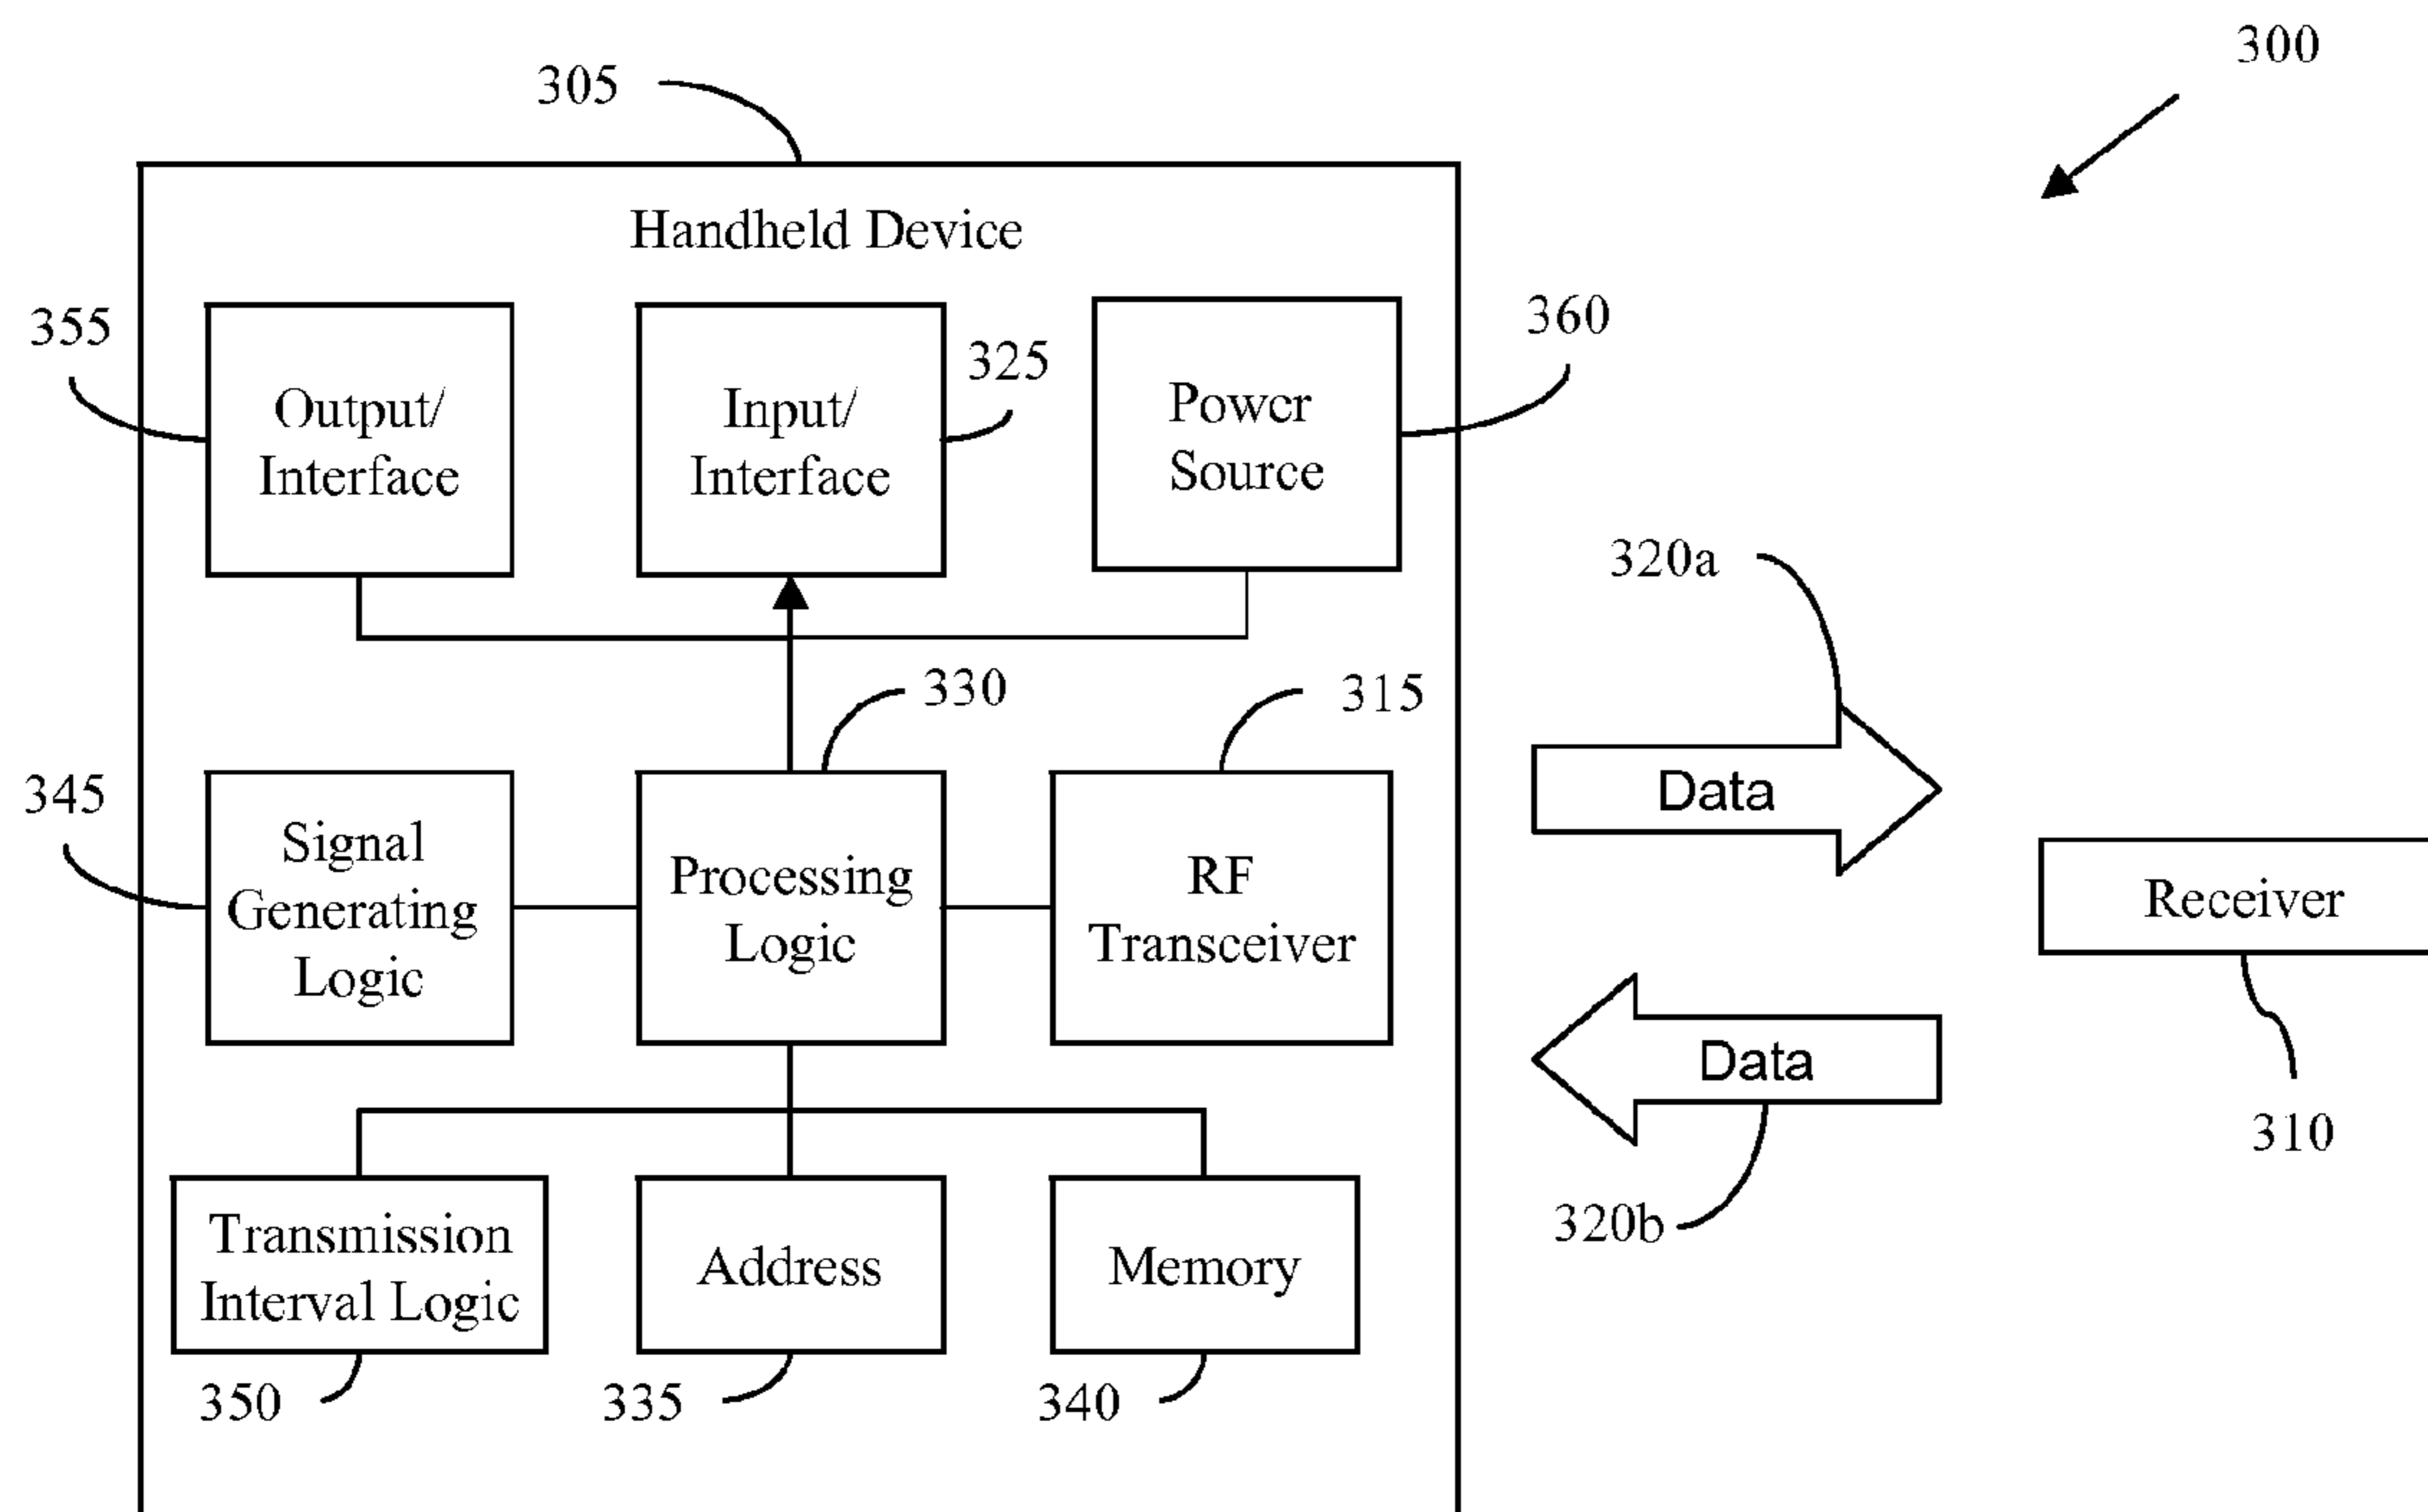 300
305
Handheld Device
355
Output/
Interface
Input/
Interface
325
Power
Source
360
320a
330
315
345
Signal
Generating
Logic
Processing
Logic
RF
Transceiver
Data
Receiver
Data
310
320b
Transmission
Interval Logic
Address
Memory
350
335
340